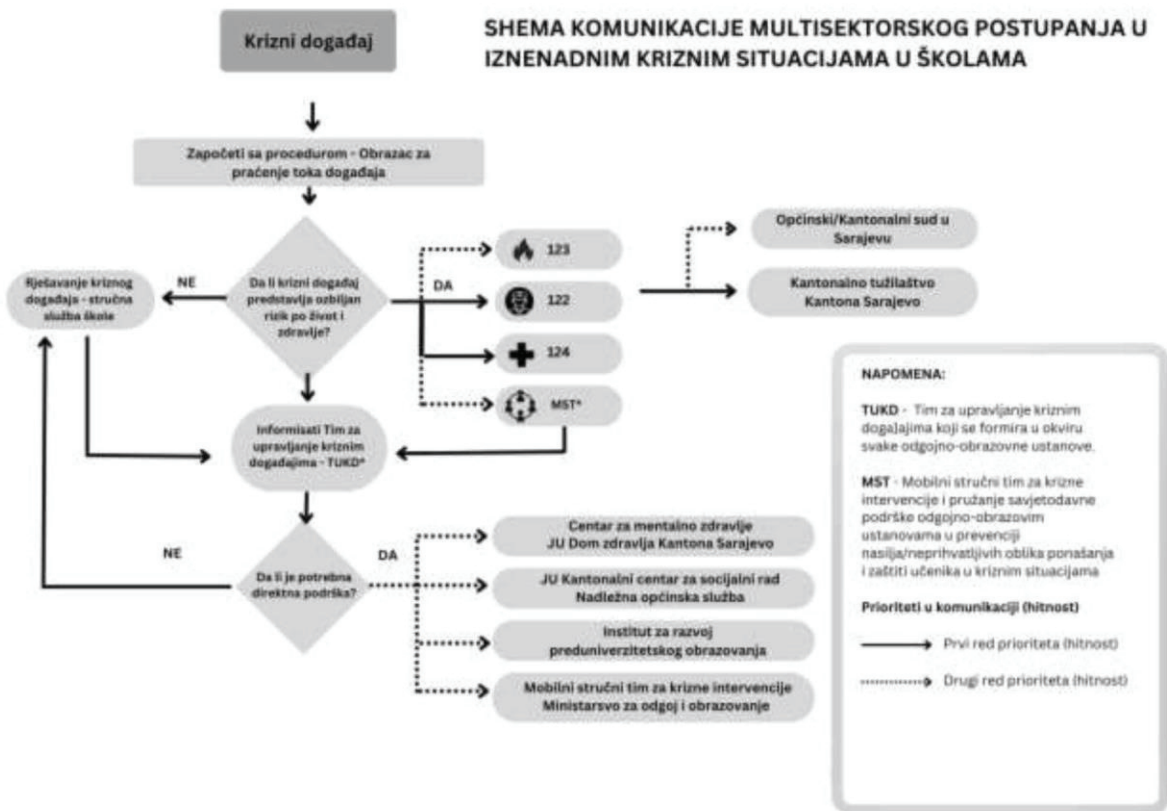 Krizni događaj
SHEMA KOMUNIKACIJE MULTISEKTORSKOG POSTUPANJA U
IZNENADNIM KRIZNIM SITUACIJAMA U ŠKOLAMA
Započeti sa procedurom - Obrazac za
praćenje toka događaja
Da li krizni događaj
predstavlja ozbiljan
rizik po život i
zdravlje?
NE
Rješavanje kriznog
događaja - stručna
služba škole
DA
123
122
124
MST*
Općinski/Kantonalni sud u
Sarajevu
Kantonalno tužilaštvo
Kantona Sarajevo
Informisati Tim za
upravljanje kriznim
događajima - TUKD*
Da li je potrebna
direktna podrška?
NE
DA
Centar za mentalno zdravlje
JU Dom zdravlja Kantona Sarajevo
JU Kantonalni centar za socijalni rad
Nadležna općinska služba
Institut za razvoj
preduniverzitetskog obrazovanja
Mobilni stručni tim za krizne intervencije
Ministarsvo za odgoj i obrazovanje
NAPOMENA:
TUKD - Tim za upravljanje kriznim
događajima koji se formira u okviru
svake odgojno-obrazovne ustanove.
MST - Mobilni stručni tim za krizne
intervencije i pružanje savjetodavne
podrške odgojno-obrazovim
ustanovama u prevenciji
nasilja/neprihvatljivih oblika ponašanja
i zaštiti učenika u kriznim situacijama
Prioriteti u komunikaciji (hitnost)
Prvi red prioriteta (hitnost)
Drugi red prioriteta (hitnost)